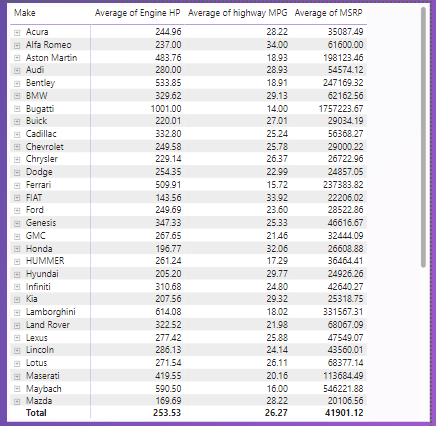 Make Average of Engine HP Average of highway MPG Average of MSRP
Acura 244.96 28.22 35087.49
Alfa Romeo 237.00 34.00 61600.00
Aston Martin 483.76 18.93 198123.46
Audi 280.00 28.93 54574.12
Bentley 533.85 18.91 247169.32
BMW 329.62 29.13 62162.56
Bugatti 1001.00 14.00 1757223.67
Buick 220.01 27.01 29034.19
Cadillac 332.80 25.24 56368.27
Chevrolet 249.58 25.78 29000.22
Chrysler 229.14 26.37 26722.96
Dodge 254.35 22.99 24857.05
Ferrari 509.91 15.72 237383.82
FIAT 143.56 33.92 22206.02
Ford 249.69 23.60 28522.86
Genesis 347.33 25.33 46616.67
GMC 267.65 21.46 32444.09
Honda 196.77 32.06 26608.88
HUMMER 261.24 17.29 36464.41
Hyundai 205.20 29.77 24926.26
Infiniti 310.68 24.80 42640.27
Kia 207.56 29.32 25318.75
Lamborghini 614.08 18.02 331567.31
Land Rover 322.52 21.98 68067.09
Lexus 277.42 25.88 47549.07
Lincoln 286.13 24.14 43560.01
Lotus 271.54 26.11 68377.14
Maserati 419.55 20.16 113684.49
Maybach 590.50 16.00 546221.88
Mazda 169.69 28.22 20106.56
Total 253.53 26.27 41901.12